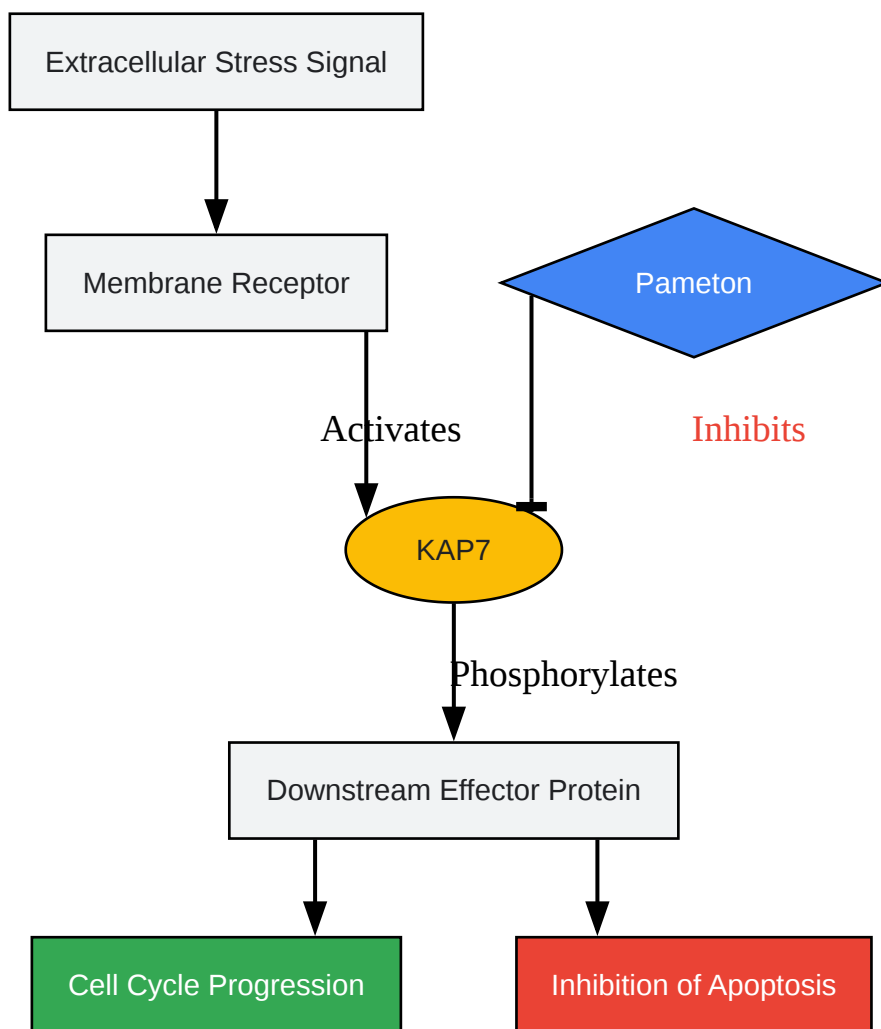 Extracellular Stress Signal
Membrane Receptor
Pameton
Activates
Inhibits
KAP7
Phosphorylates
Downstream Effector Protein
Cell Cycle Progression
Inhibition of Apoptosis